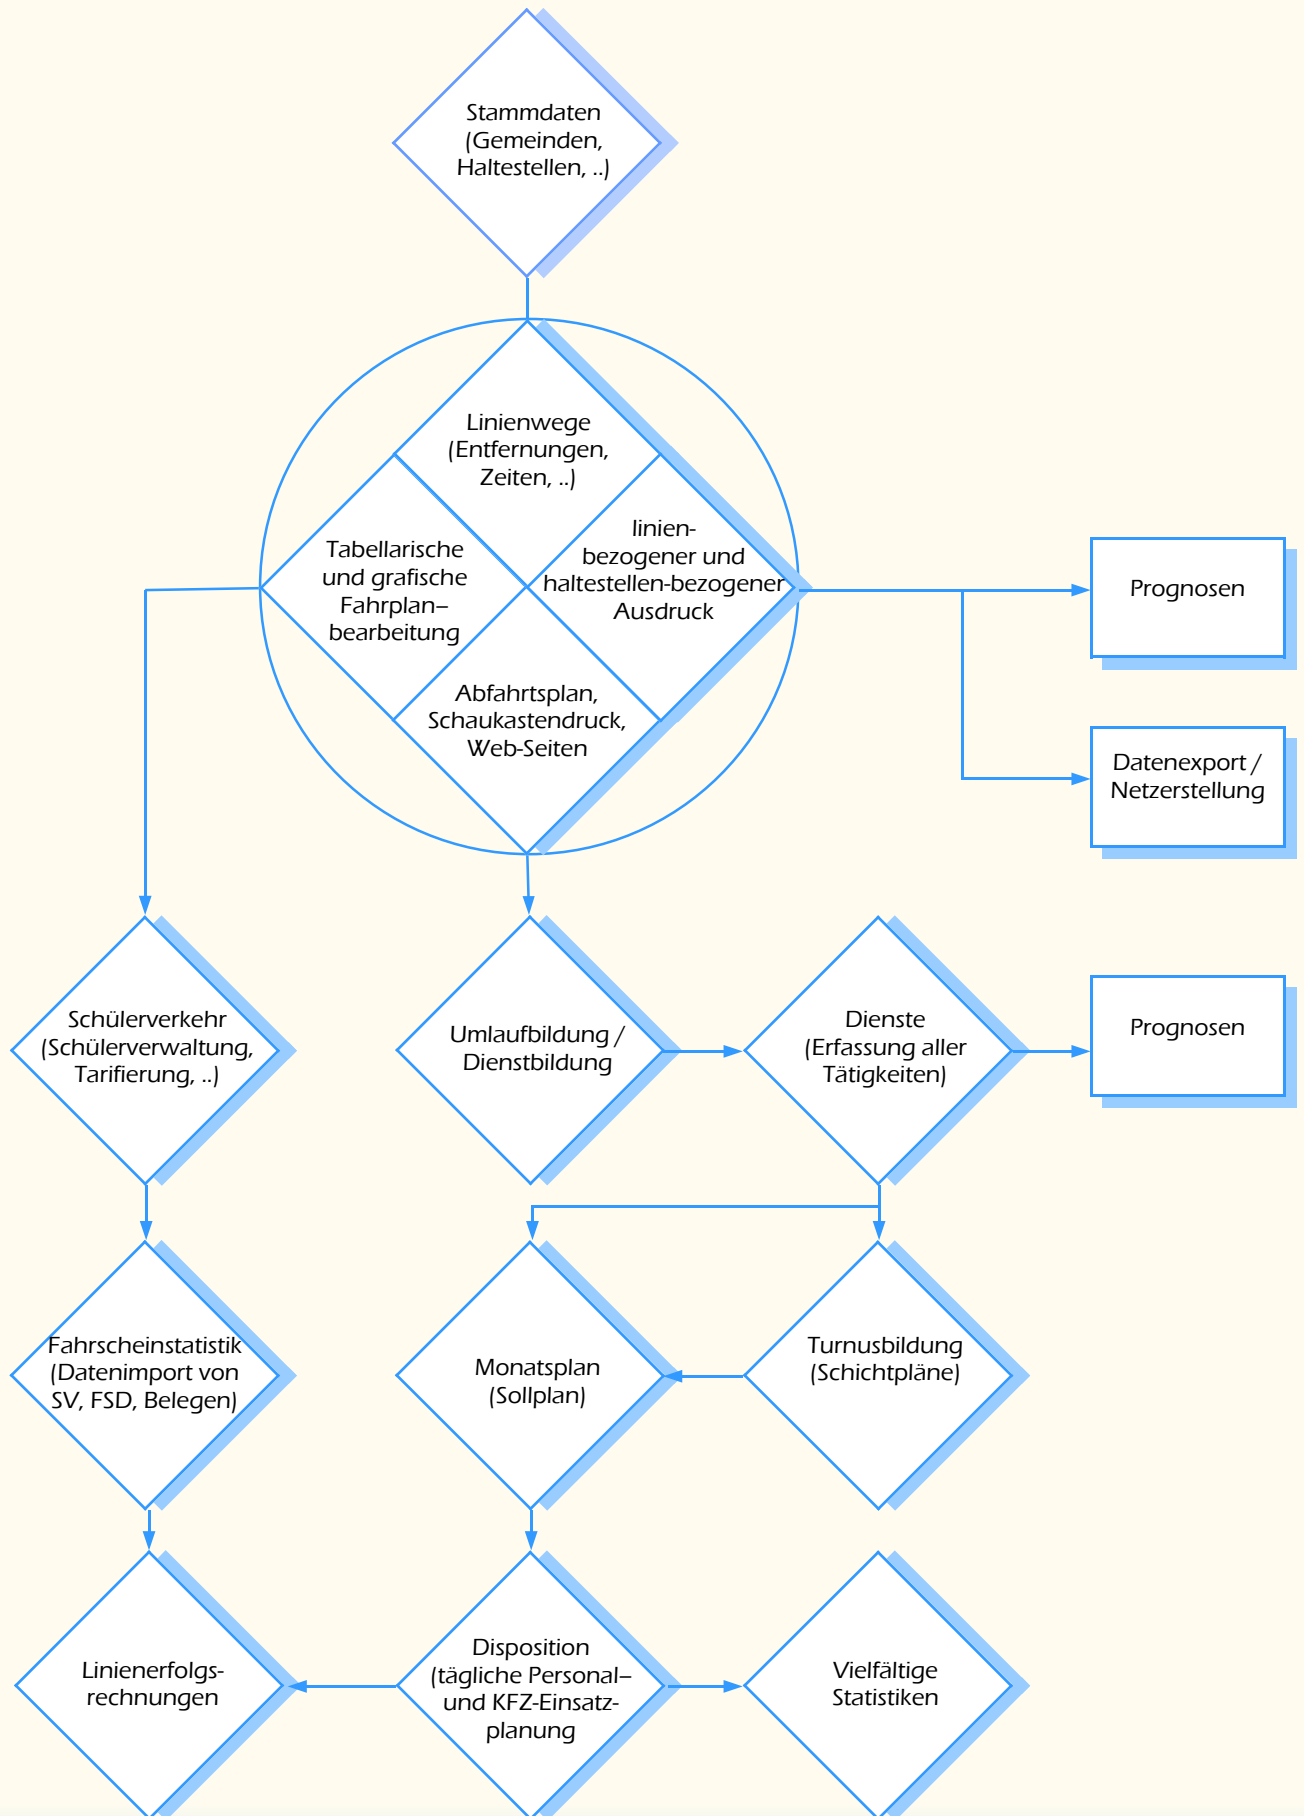 Stammdaten
(Gemeinden,
Haltestellen, ..)
Linienwege
(Entfernungen,
Zeiten, ..)
Tabellarische
und grafische
Fahrplan–
bearbeitung
linien-
bezogener und
haltestellen-bezogener
Ausdruck
Abfahrtsplan,
Schaukastendruck,
Web-Seiten
Prognosen
Datenexport /
Netzerstellung
Schülerverkehr
(Schülerverwaltung,
Tarifierung, ..)
Umlaufbildung /
Dienstbildung
Dienste
(Erfassung aller
Tätigkeiten)
Prognosen
Fahrscheinstatistik
(Datenimport von
SV, FSD, Belegen)
Monatsplan
(Sollplan)
Turnusbildung
(Schichtpläne)
Linienerfolgs-
rechnungen
Disposition
(tägliche Personal–
und KFZ-Einsatz-
planung
Vielfältige
Statistiken